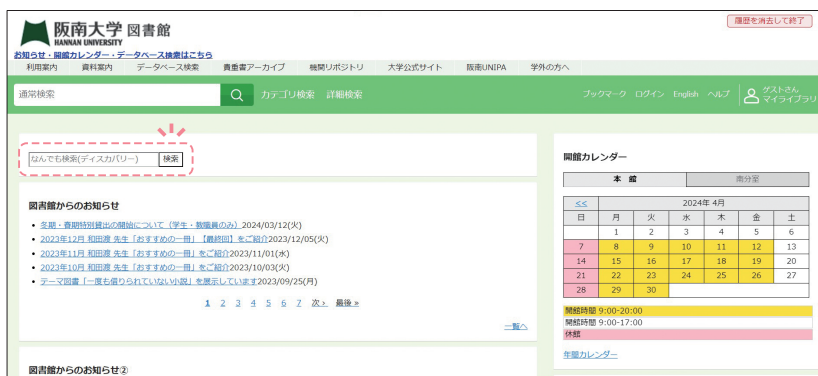 履歴を消去して終了
阪南大学 図書館
HANNAN UNIVERSITY
お知らせ・開館カレンダー・データベース検索はこちら
利用案内 資料案内 データベース検索 貴重書アーカイブ 機関リポジトリ 大学公式サイト 阪南UNIPA 学外の方へ
通常検索 カテゴリ検索 詳細検索 ブックマーク ログイン English ヘルプ ゲストさん
マイライブラリ
なんでも検索(ディスカバリー) 検索
図書館からのお知らせ
冬期・春期特別貸出の開始について（学生・教職員のみ）2024/03/12(火)
2023年12月 和田渡 先生「おすすめの一冊」【最終回】をご紹介2023/12/05(火)
2023年11月 和田渡 先生「おすすめの一冊」をご紹介2023/11/01(水)
2023年10月 和田渡 先生「おすすめの一冊」をご紹介2023/10/03(火)
テーマ図書「一度も借りられていない小説」を展示しています2023/09/25(月)
1 2 3 4 5 6 7 次› 最後»
一覧へ
図書館からのお知らせ②
開館カレンダー
本 館 南分室
<< 2024年 4月
日 月 火 水 木 金 土
1 2 3 4 5 6
7 8 9 10 11 12 13
14 15 16 17 18 19 20
21 22 23 24 25 26 27
28 29 30
開館時間 9:00-20:00
開館時間 9:00-17:00
休館
年間カレンダー